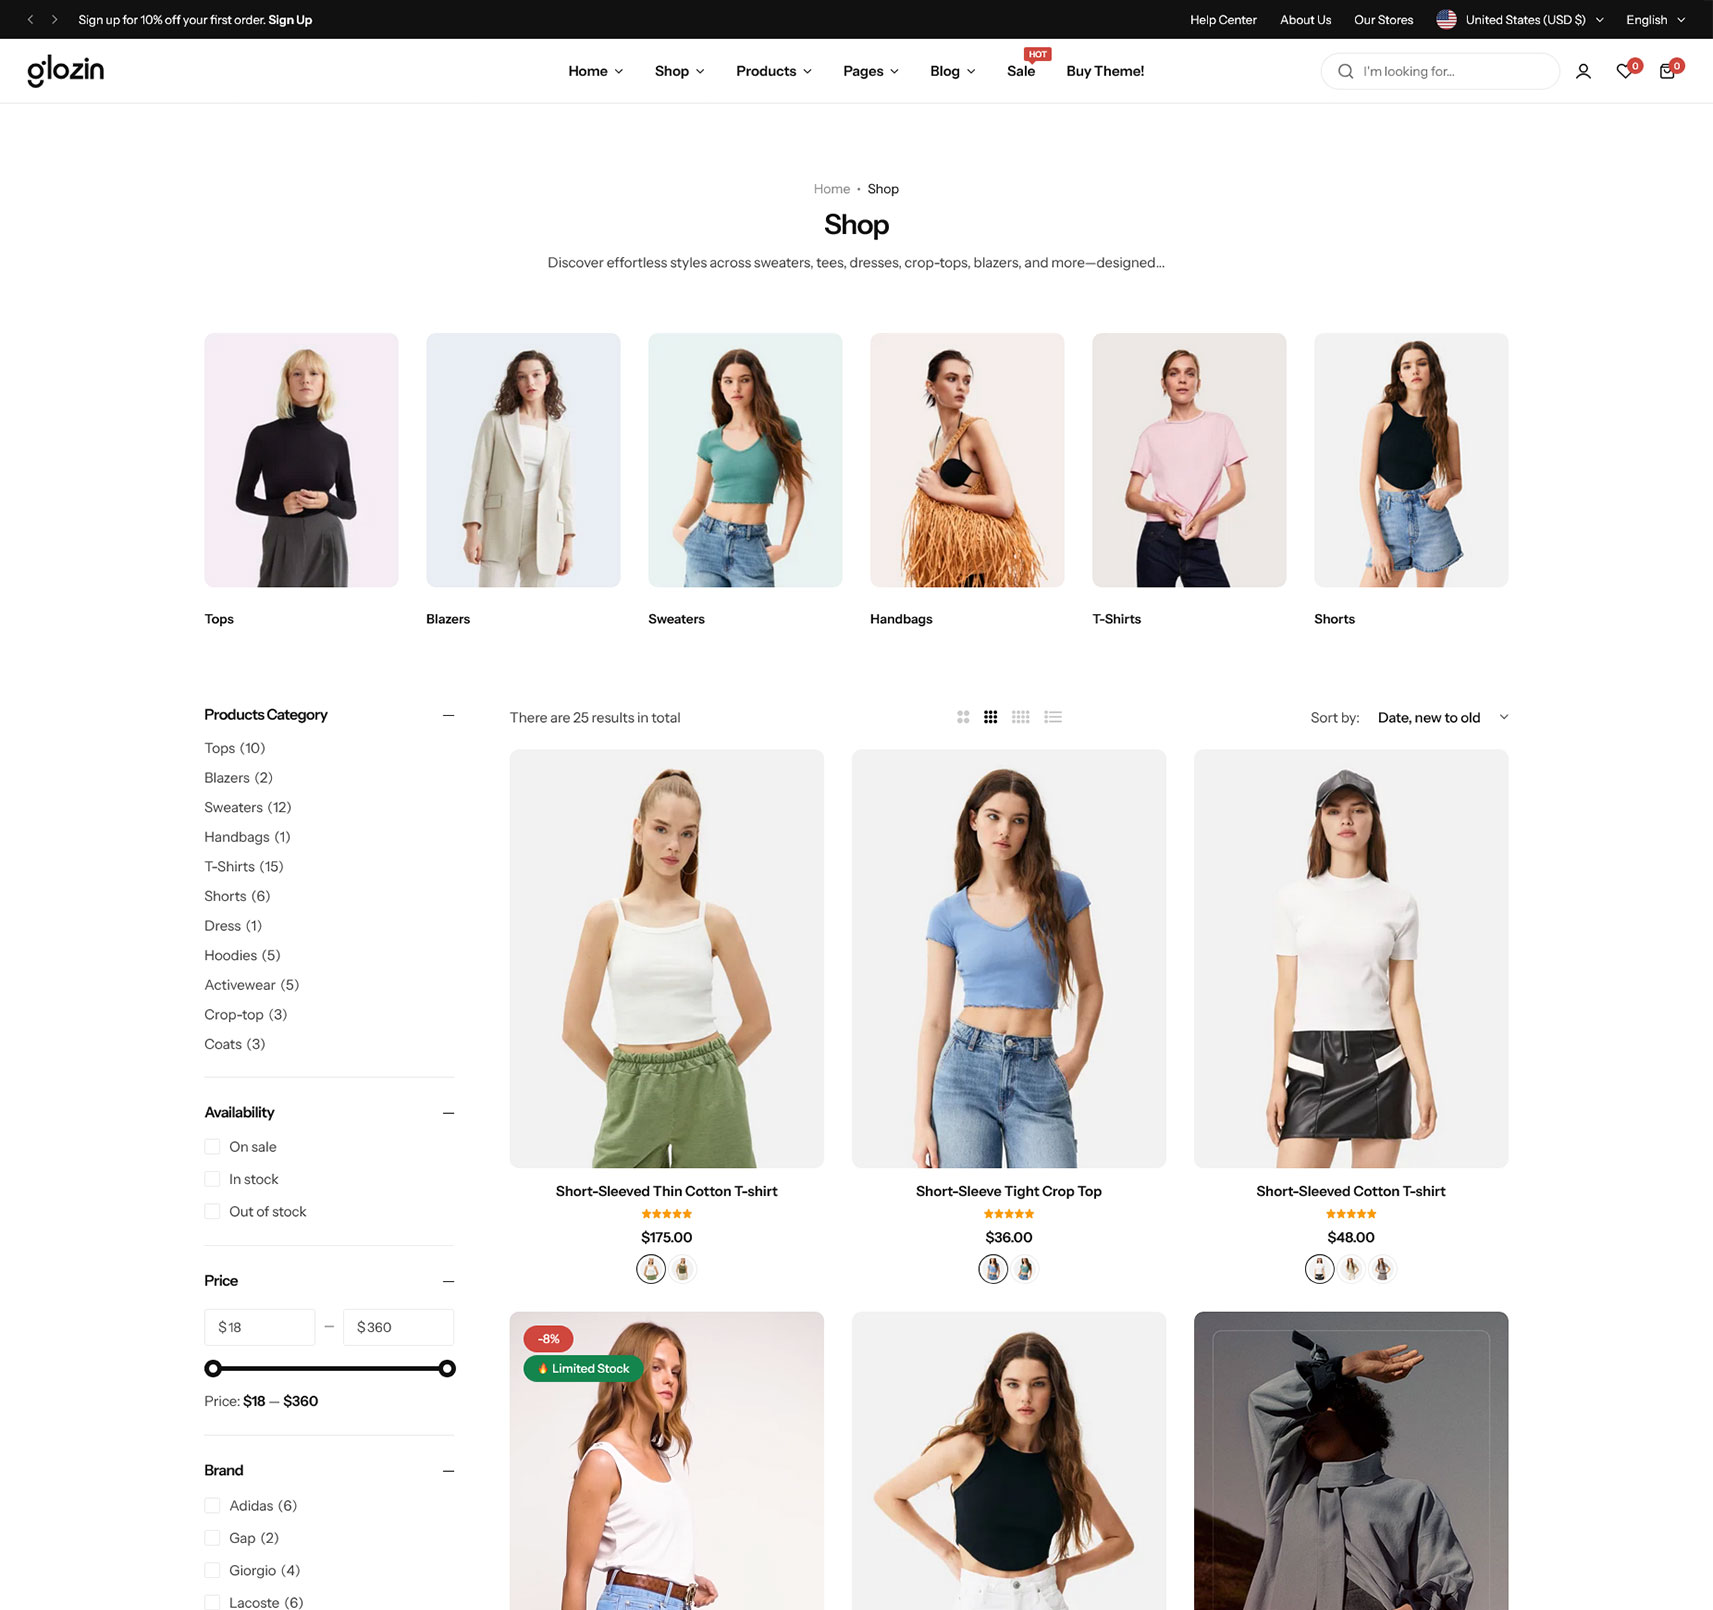 Sign up for 10% off your first order. Sign Up
Help Center
About Us
Our Stores
United States (USD $)
English
glozin
Home
Shop
Products
Pages
Blog
Sale
HOT
Buy Theme!
I'm looking for...
0
0
Home • Shop
Shop
Discover effortless styles across sweaters, tees, dresses, crop-tops, blazers, and more—designed...
Tops
Blazers
Sweaters
Handbags
T-Shirts
Shorts
Products Category
Tops (10)
Blazers (2)
Sweaters (12)
Handbags (1)
T-Shirts (15)
Shorts (6)
Dress (1)
Hoodies (5)
Activewear (5)
Crop-top (3)
Coats (3)
Availability
On sale
In stock
Out of stock
Price
$ 18 — $ 360
Price: $18 — $360
Brand
Adidas (6)
Gap (2)
Giorgio (4)
Lacoste (6)
There are 25 results in total
Sort by: Date, new to old
Short-Sleeved Thin Cotton T-shirt
$175.00
Short-Sleeve Tight Crop Top
$36.00
Short-Sleeved Cotton T-shirt
$48.00
-8%
🔥 Limited Stock